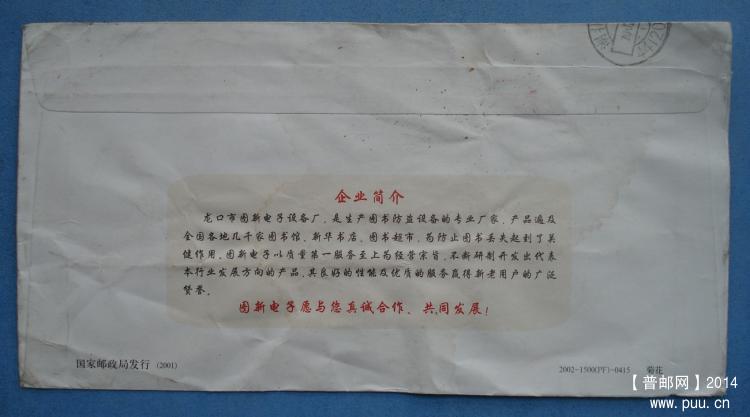 企业简介
龙口市图新电子设备厂，是生产图书防盗设备的专业厂家，产品遍及
全国各地几千家图书馆、新华书店、图书超市，为防止图书丢失起到了关
键作用。图新电子以质量第一服务至上为经营宗旨，不断研制开发出代表
本行业发展方向的产品，其良好的性能及优质的服务赢得新老用户的广泛
赞誉。
图新电子愿与您真诚合作、共同发展！
国家邮政局发行 (2001)
2002-1500(PF)-0415 菊花
【普邮网】2014
www.puu.cn